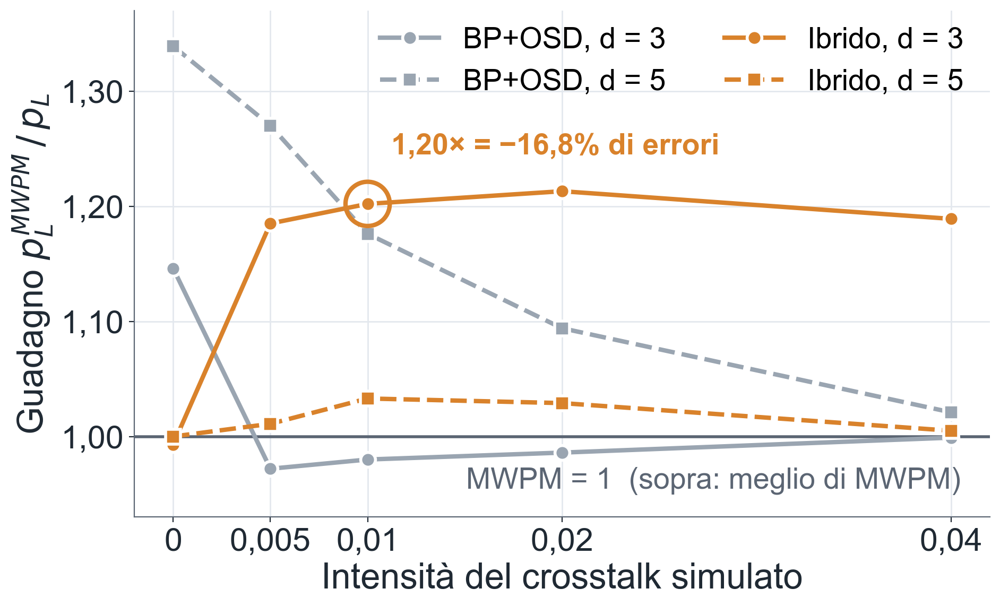 BP+OSD, d = 3
Ibrido, d = 3
BP+OSD, d = 5
Ibrido, d = 5
1,20× = −16,8% di errori
MWPM = 1 (sopra: meglio di MWPM)
Guadagno p_L^MWPM / p_L
1,30
1,20
1,10
1,00
0
0,005
0,01
0,02
0,04
Intensità del crosstalk simulato